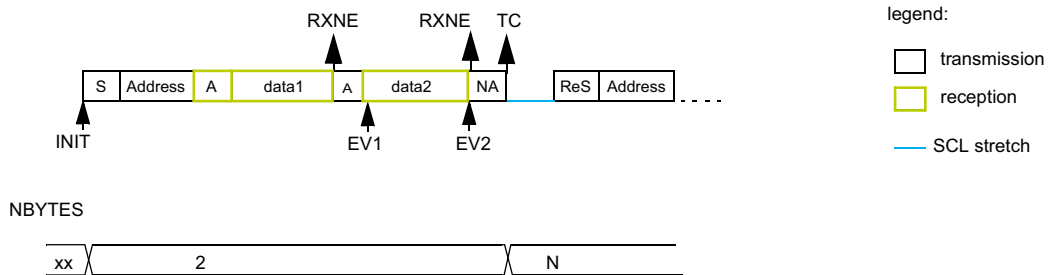 RXNE RXNE TC
legend:
S Address A data1 A data2 NA ReS Address
transmission
reception
INIT EV1 EV2
SCL stretch
NBYTES
xx 2 N